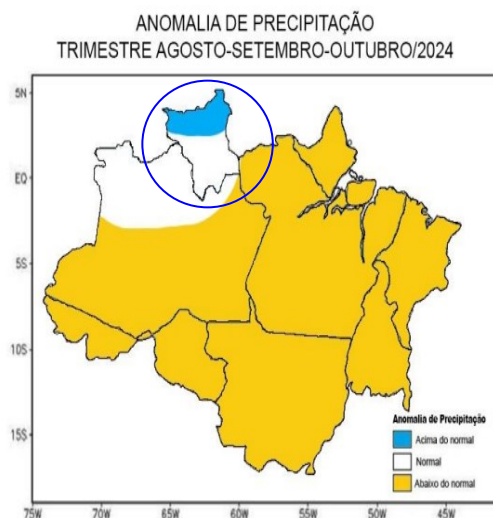 ANOMALIA DE PRECIPITAÇÃO
TRIMESTRE AGOSTO-SETEMBRO-OUTUBRO/2024
5N
EQ
5S
10S
15S
75W 70W 65W 60W 55W 50W 45W
Anomalia de Precipitação
Acima do normal
Normal
Abaixo do normal